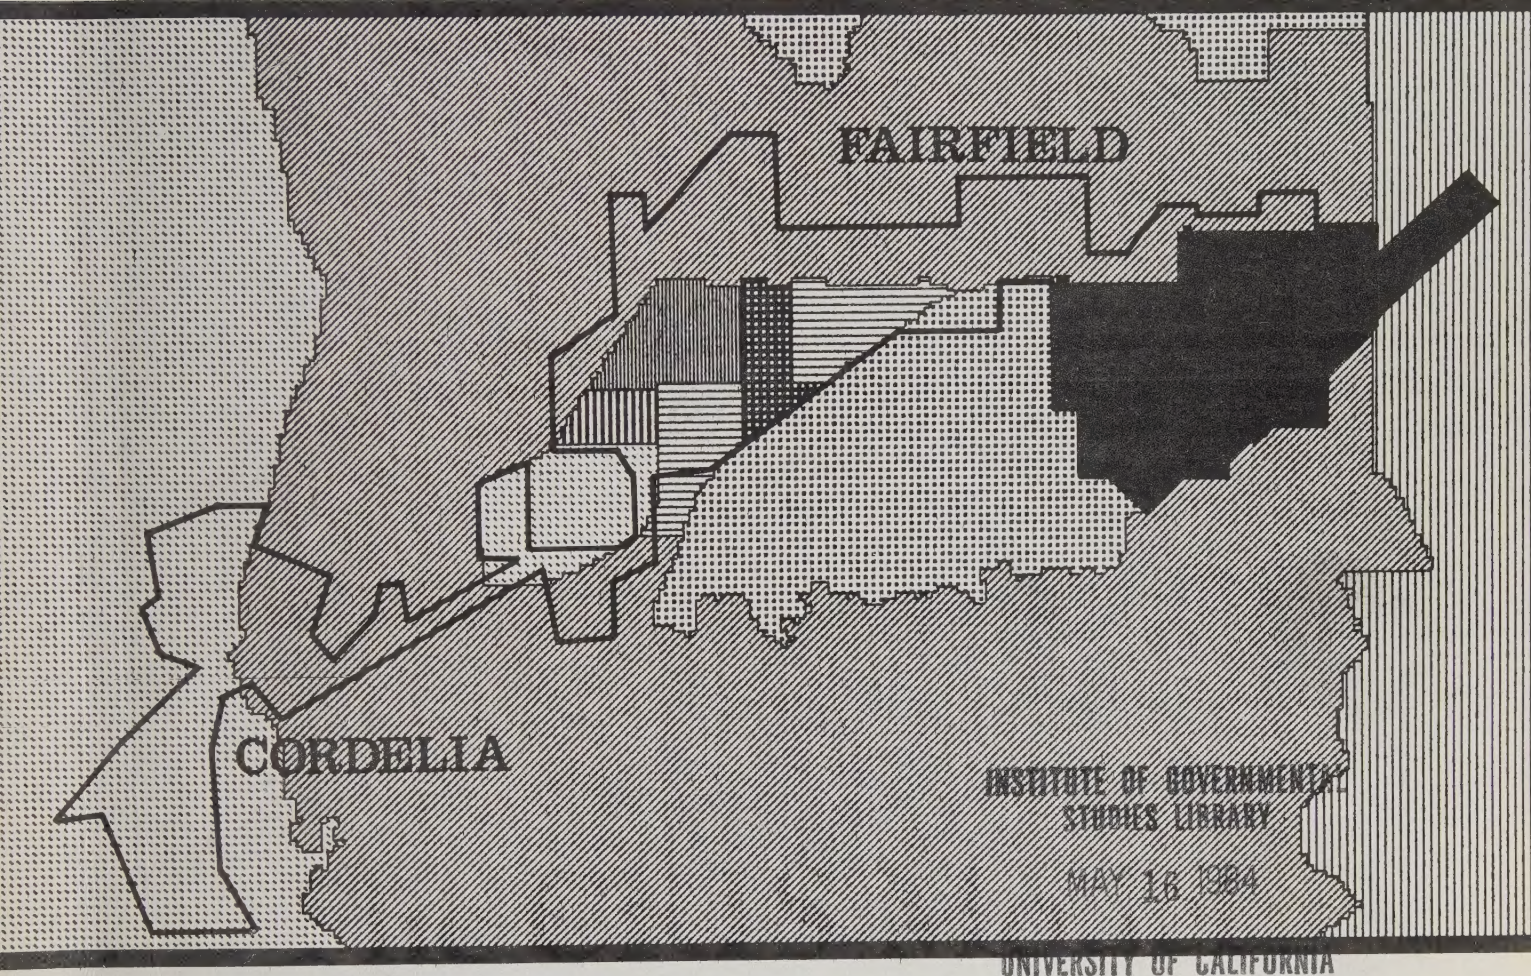 FAIRFIELD
CORDELIA
INSTITUTE OF GOVERNMENTAL
STUDIES LIBRARY
MAY 16 1984
UNIVERSITY OF CALIFORNIA